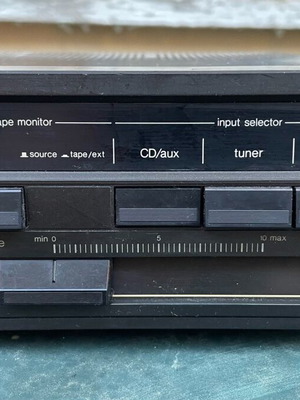 ape monitor input selector
source tape/ext CD/aux tuner
e min 0 5 10 max